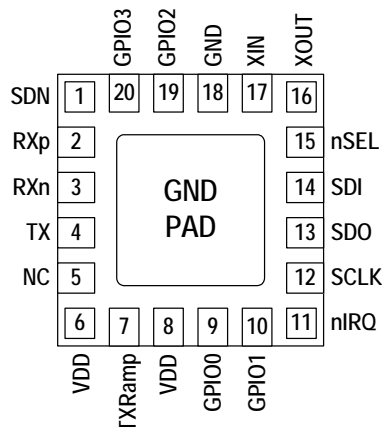 GPIO3 GPIO2 GND XIN XOUT
20 19 18 17 16
SDN 1
RXp 2
RXn 3
TX 4
NC 5
15 nSEL
14 SDI
13 SDO
12 SCLK
11 nIRQ
GND
PAD
6 7 8 9 10
VDD TXRamp VDD GPIO0 GPIO1